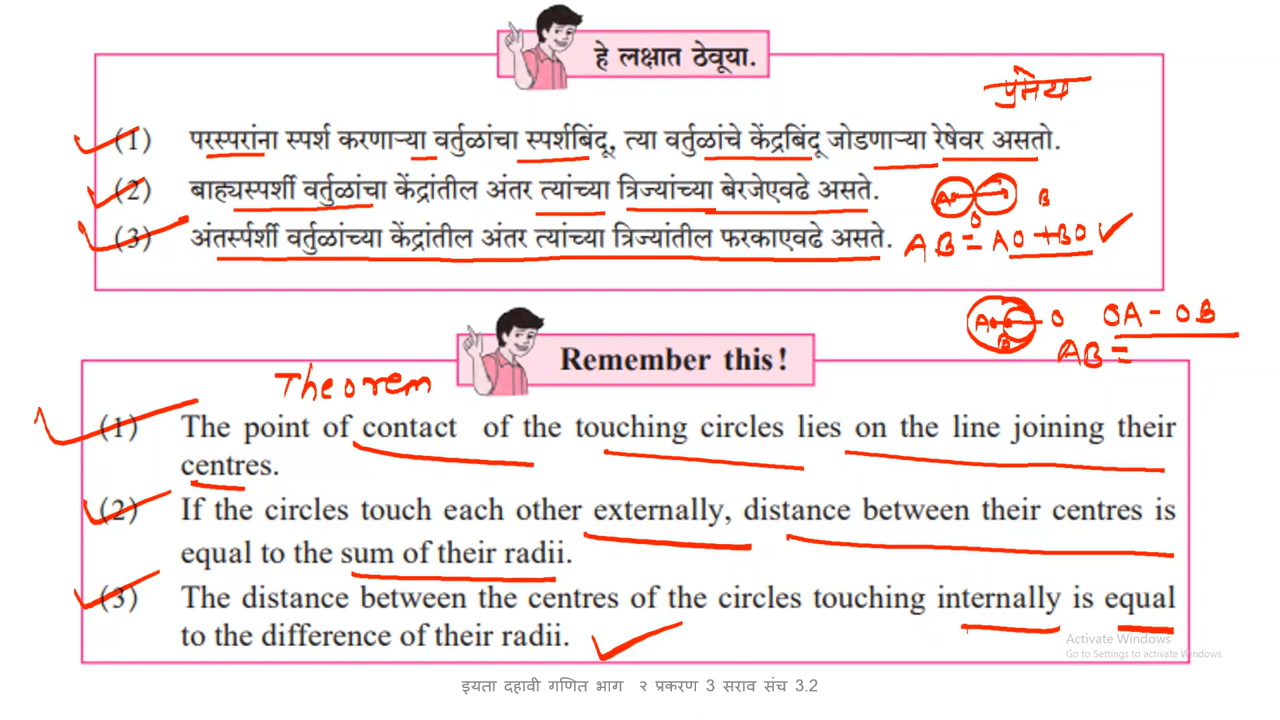 हे लक्षात ठेवूया.
प्रमेय
(1) परस्परांना स्पर्श करणाऱ्या वर्तुळांचा स्पर्शबिंदू, त्या वर्तुळांचे केंद्रबिंदू जोडणाऱ्या रेषेवर असतो.
(2) बाह्यस्पर्शी वर्तुळांचा केंद्रांतील अंतर त्यांच्या त्रिज्यांच्या बेरजेएवढे असते.
A B
O
(3) अंतर्स्पर्शी वर्तुळांच्या केंद्रांतील अंतर त्यांच्या त्रिज्यांतील फरकाएवढे असते.
AB = AO + BO
A O OA - OB
B AB =
Remember this!
Theorem
(1) The point of contact of the touching circles lies on the line joining their
centres.
(2) If the circles touch each other externally, distance between their centres is
equal to the sum of their radii.
(3) The distance between the centres of the circles touching internally is equal
to the difference of their radii.
Activate Windows
Go to Settings to activate Windows.
इयता दहावी गणित भाग २ प्रकरण 3 सराव संच 3.2